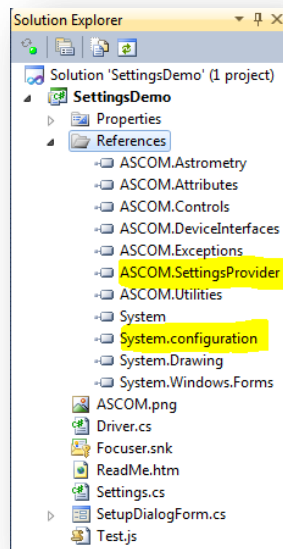 Solution Explorer
Solution 'SettingsDemo' (1 project)
SettingsDemo
Properties
References
ASCOM.Astrometry
ASCOM.Attributes
ASCOM.Controls
ASCOM.DeviceInterfaces
ASCOM.Exceptions
ASCOM.SettingsProvider
ASCOM.Utilities
System
System.configuration
System.Drawing
System.Windows.Forms
ASCOM.png
Driver.cs
Focuser.snk
ReadMe.htm
Settings.cs
SetupDialogForm.cs
Test.js